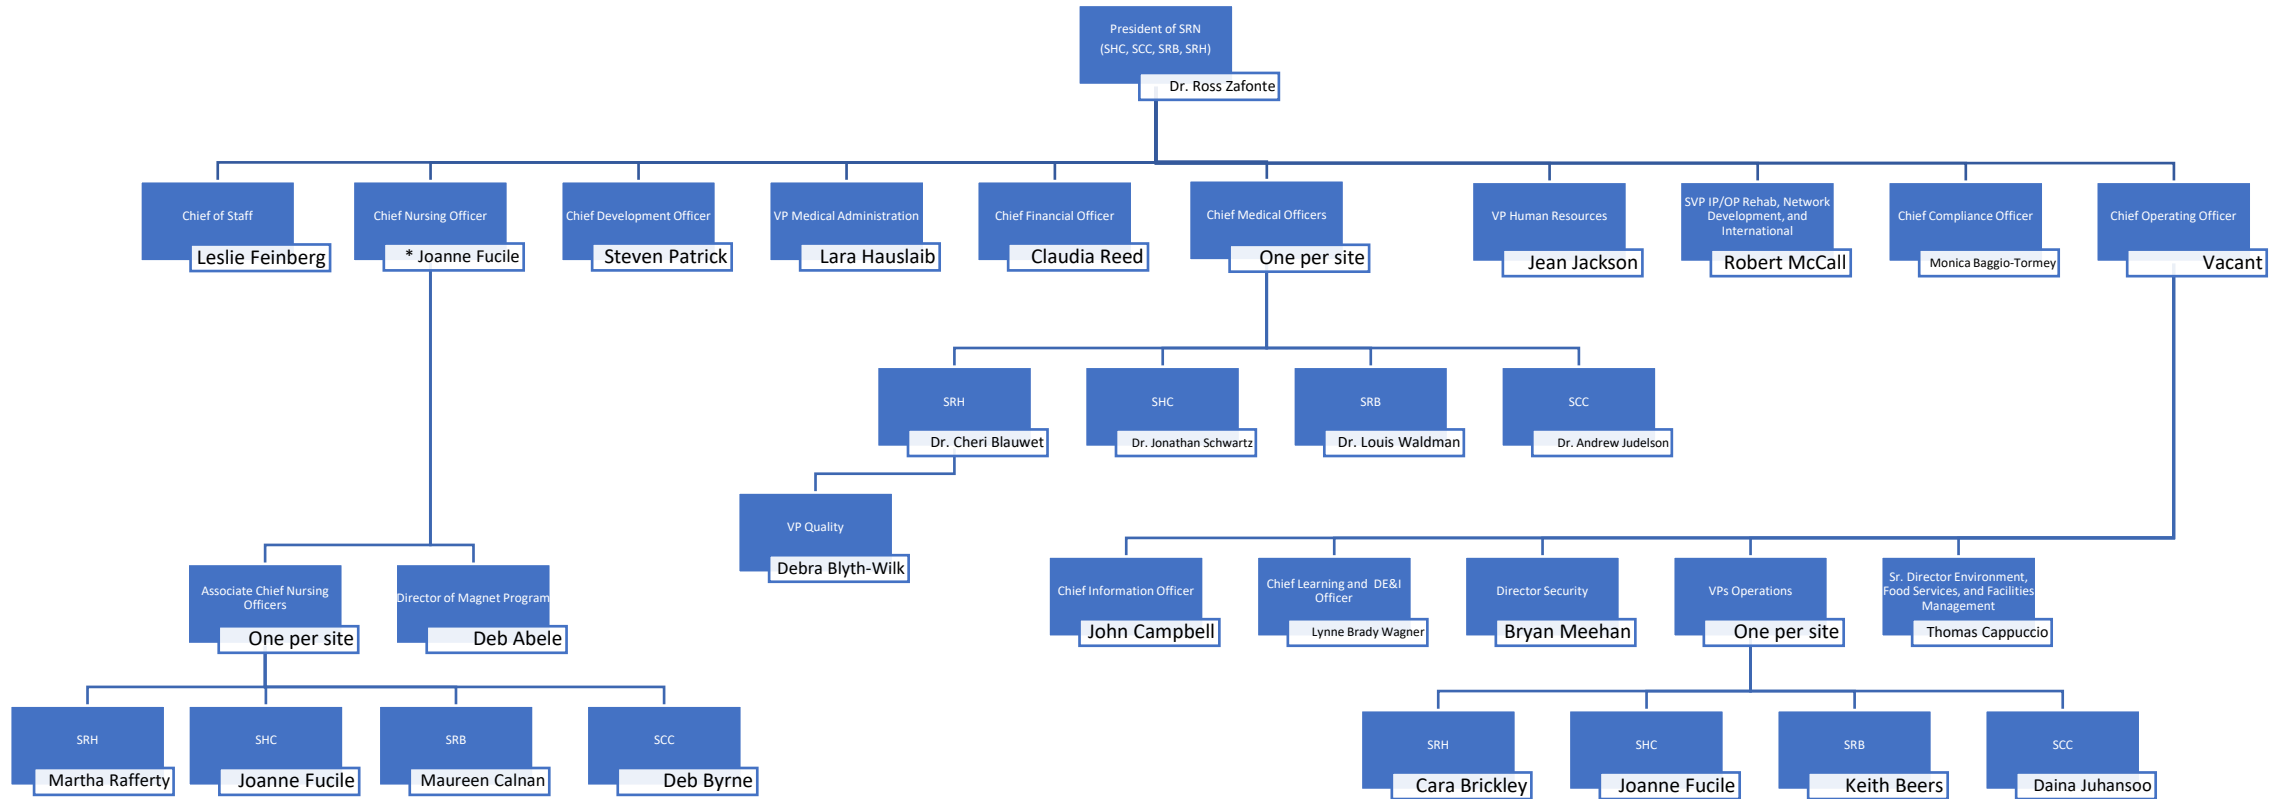 President of SRN
(SHC, SCC, SRB, SRH)
Dr. Ross Zafonte
Chief of Staff
Leslie Feinberg
Chief Nursing Officer
* Joanne Fucile
Chief Development Officer
Steven Patrick
VP Medical Administration
Lara Hauslaib
Chief Financial Officer
Claudia Reed
Chief Medical Officers
One per site
VP Human Resources
Jean Jackson
SVP IP/OP Rehab, Network
Development, and
International
Robert McCall
Chief Compliance Officer
Monica Baggio-Tormey
Chief Operating Officer
Vacant
SRH
Dr. Cheri Blauwet
SHC
Dr. Jonathan Schwartz
SRB
Dr. Louis Waldman
SCC
Dr. Andrew Judelson
VP Quality
Debra Blyth-Wilk
Associate Chief Nursing
Officers
One per site
Director of Magnet Program
Deb Abele
Chief Information Officer
John Campbell
Chief Learning and DE&I
Officer
Lynne Brady Wagner
Director Security
Bryan Meehan
VPs Operations
One per site
Sr. Director Environment,
Food Services, and Facilities
Management
Thomas Cappuccio
SRH
Martha Rafferty
SHC
Joanne Fucile
SRB
Maureen Calnan
SCC
Deb Byrne
SRH
Cara Brickley
SHC
Joanne Fucile
SRB
Keith Beers
SCC
Daina Juhansoo